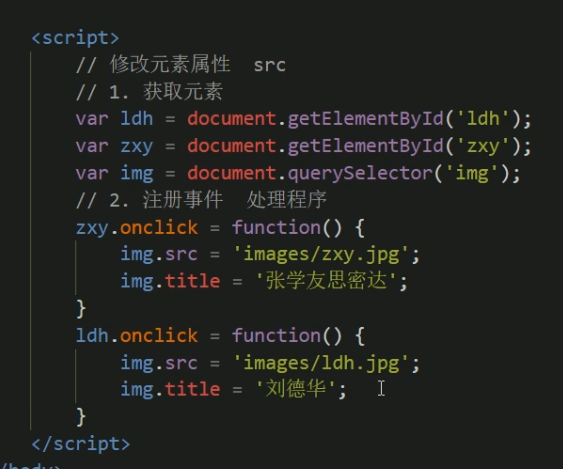 <script>
// 修改元素属性 src
// 1. 获取元素
var ldh = document.getElementById('ldh');
var zxy = document.getElementById('zxy');
var img = document.querySelector('img');
// 2. 注册事件 处理程序
zxy.onclick = function() {
img.src = 'images/zxy.jpg';
img.title = '张学友思密达';
}
ldh.onclick = function() {
img.src = 'images/ldh.jpg';
img.title = '刘德华';
}
</script>
/body>